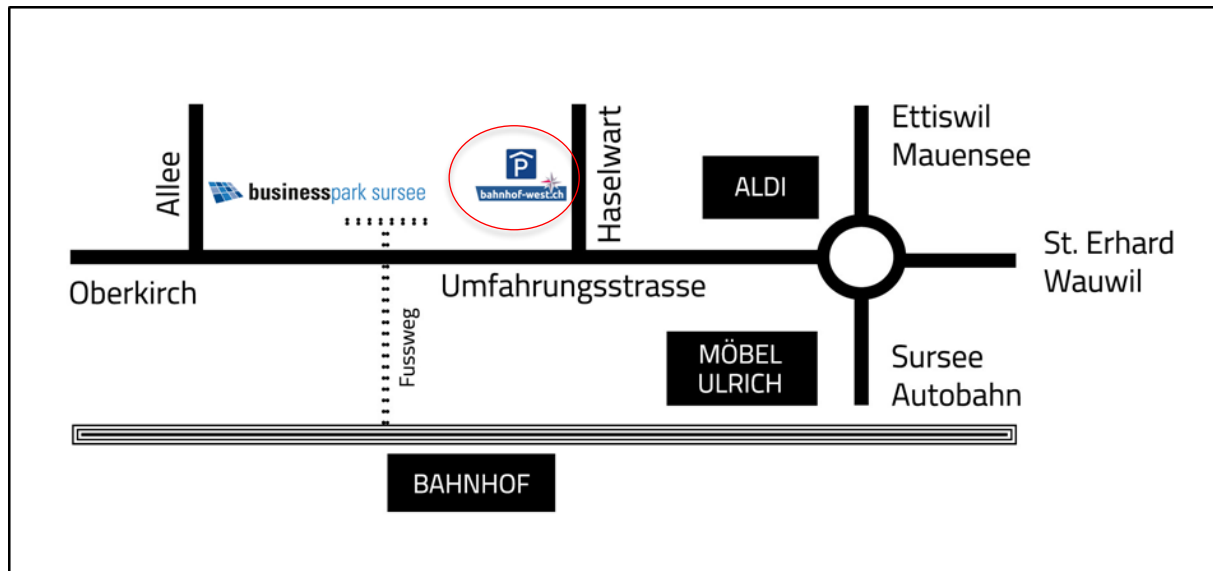 Ettiswil
Mauensee
Allee
businesspark sursee
P
bahnhof-west.ch
Haselwart
ALDI
St. Erhard
Wauwil
Oberkirch
Umfahrungsstrasse
Fussweg
MÖBEL
ULRICH
Sursee
Autobahn
BAHNHOF